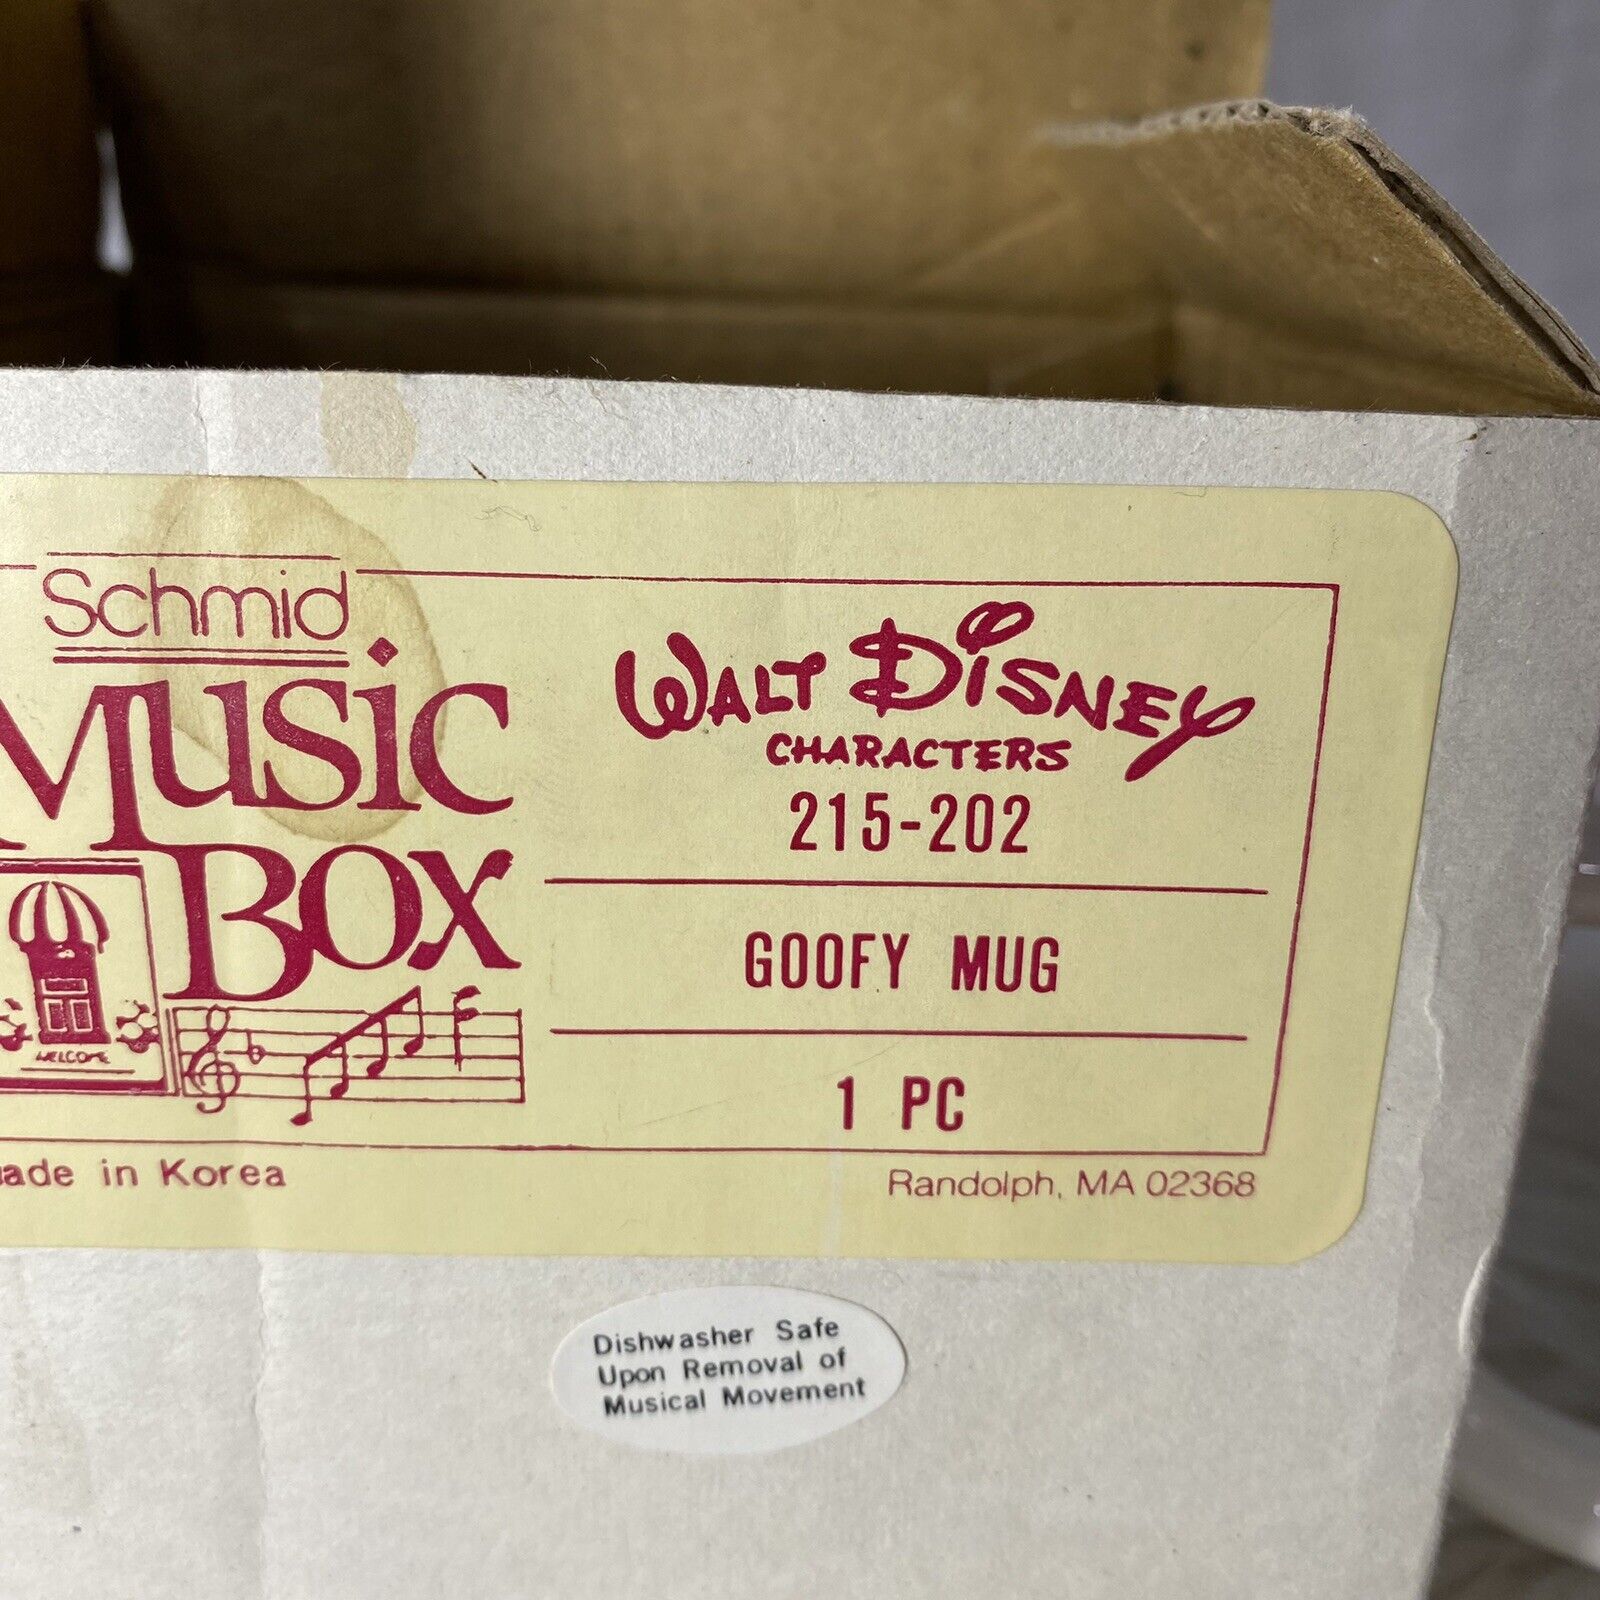 Schmid
Music
Box
WELCOME
Walt Disney
CHARACTERS
215-202
GOOFY MUG
1 PC
ade in Korea
Randolph, MA 02368
Dishwasher Safe
Upon Removal of
Musical Movement